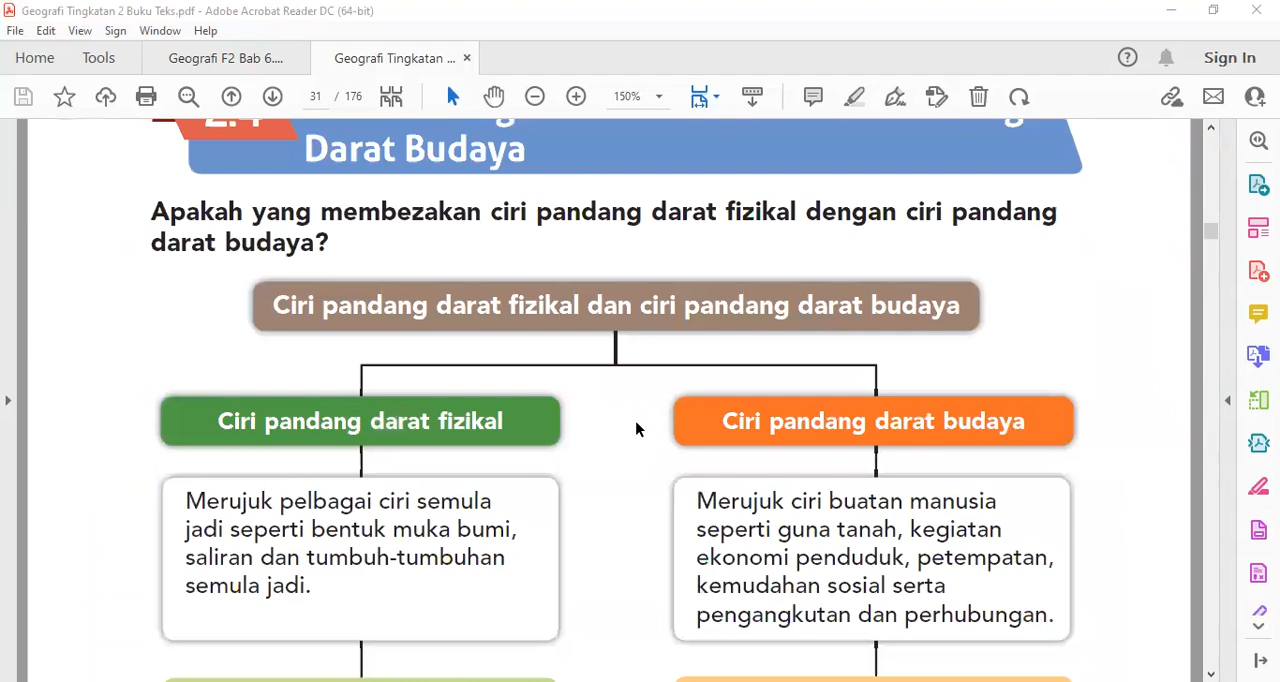 Geografi Tingkatan 2 Buku Teks.pdf - Adobe Acrobat Reader DC (64-bit)
File Edit View Sign Window Help
Home Tools Geografi F2 Bab 6.... Geografi Tingkatan ... × Sign In
31 / 176 150%
Darat Budaya
Apakah yang membezakan ciri pandang darat fizikal dengan ciri pandang
darat budaya?
Ciri pandang darat fizikal dan ciri pandang darat budaya
Ciri pandang darat fizikal
Ciri pandang darat budaya
Merujuk pelbagai ciri semula
jadi seperti bentuk muka bumi,
saliran dan tumbuh-tumbuhan
semula jadi.
Merujuk ciri buatan manusia
seperti guna tanah, kegiatan
ekonomi penduduk, petempatan,
kemudahan sosial serta
pengangkutan dan perhubungan.